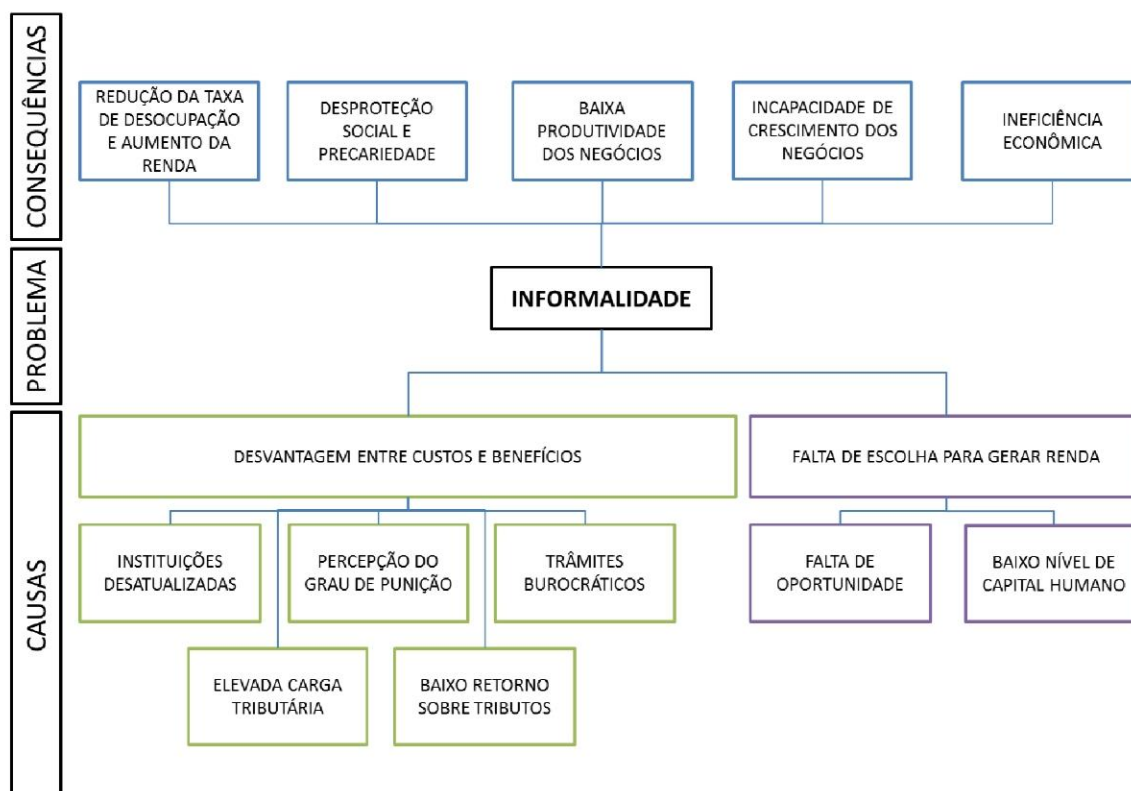 CONSEQUÊNCIAS
REDUÇÃO DA TAXA
DE DESOCUPAÇÃO
E AUMENTO DA
RENDA
DESPROTEÇÃO
SOCIAL E
PRECARIEDADE
BAIXA
PRODUTIVIDADE
DOS NEGÓCIOS
INCAPACIDADE DE
CRESCIMENTO DOS
NEGÓCIOS
INEFICIÊNCIA
ECONÔMICA
PROBLEMA
INFORMALIDADE
CAUSAS
DESVANTAGEM ENTRE CUSTOS E BENEFÍCIOS
FALTA DE ESCOLHA PARA GERAR RENDA
INSTITUIÇÕES
DESATUALIZADAS
PERCEPÇÃO DO
GRAU DE PUNIÇÃO
TRÂMITES
BUROCRÁTICOS
FALTA DE
OPORTUNIDADE
BAIXO NÍVEL DE
CAPITAL HUMANO
ELEVADA CARGA
TRIBUTÁRIA
BAIXO RETORNO
SOBRE TRIBUTOS